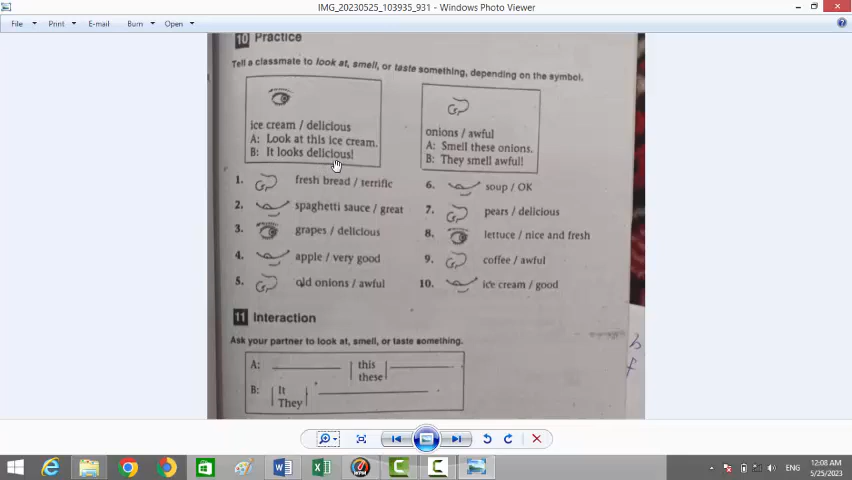 IMG_20230525_103935_931 - Windows Photo Viewer
File Print E-mail Burn Open
10 Practice
Tell a classmate to look at, smell, or taste something, depending on the symbol.
ice cream / delicious
A: Look at this ice cream.
B: It looks delicious!
onions / awful
A: Smell these onions.
B: They smell awful!
1. fresh bread / terrific
2. spaghetti sauce / great
3. grapes / delicious
4. apple / very good
5. old onions / awful
6. soup / OK
7. pears / delicious
8. lettuce / nice and fresh
9. coffee / awful
10. ice cream / good
11 Interaction
Ask your partner to look at, smell, or taste something.
A: this
these
B: It
They
ENG
12:08 AM
5/25/2023